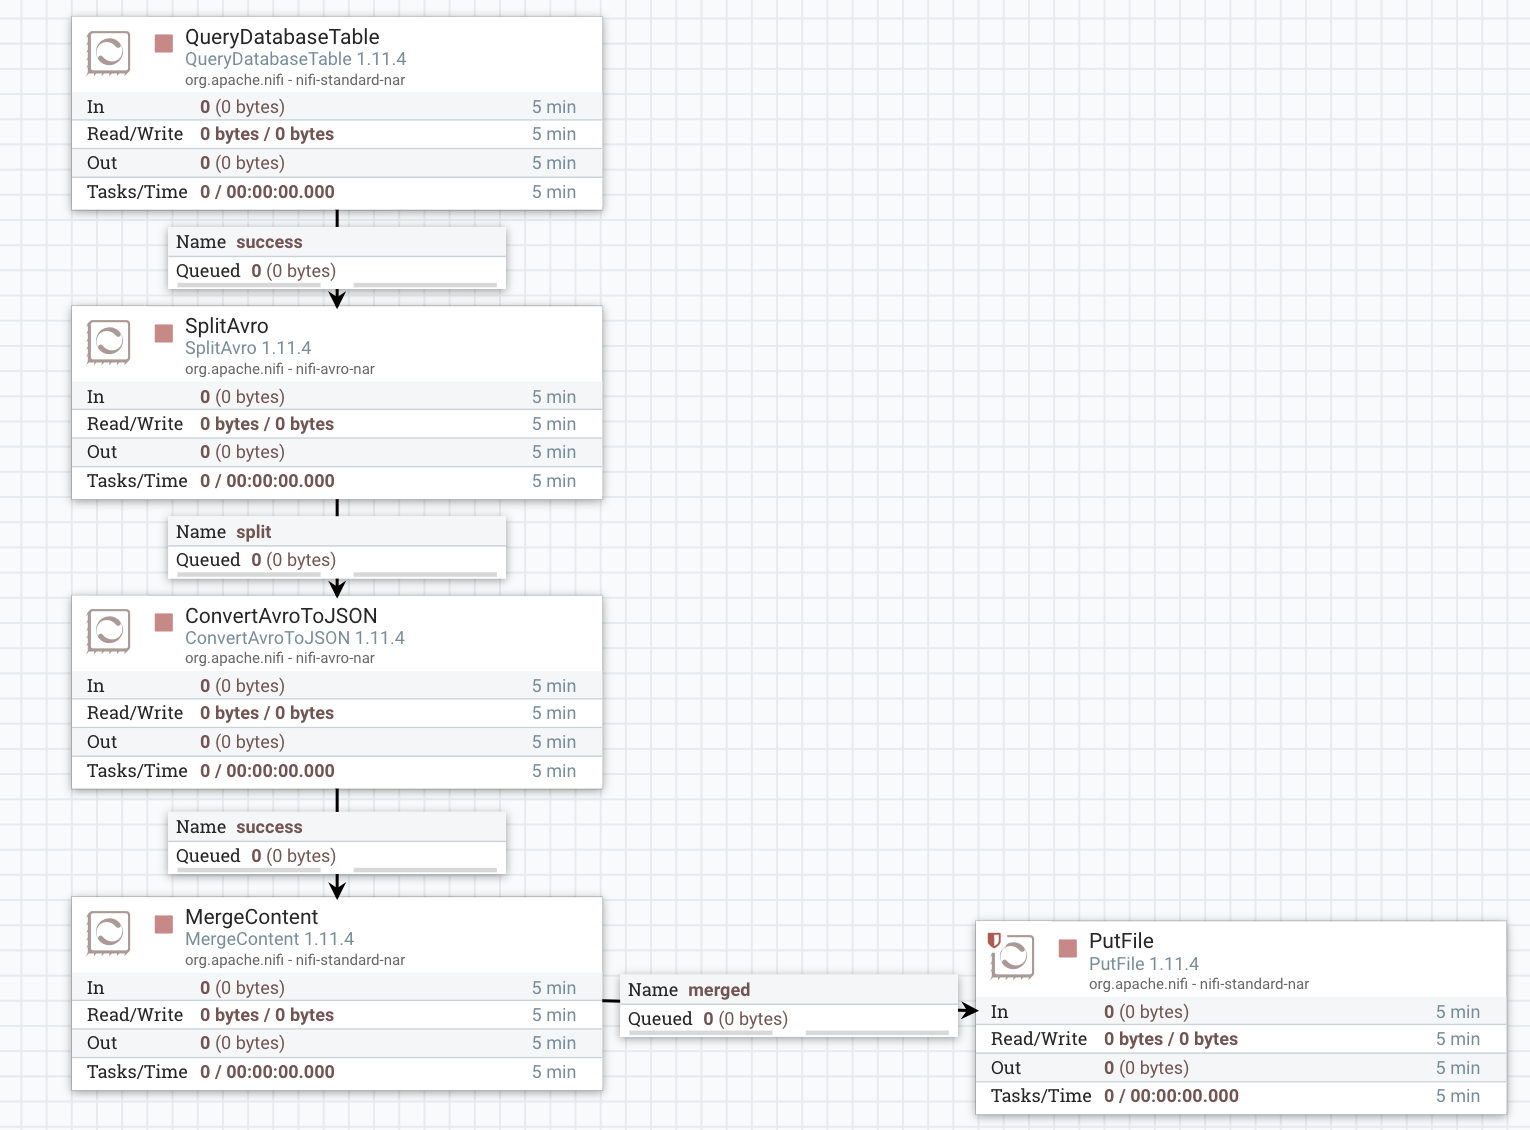 QueryDatabaseTable
QueryDatabaseTable 1.11.4
org.apache.nifi - nifi-standard-nar
In 0 (0 bytes) 5 min
Read/Write 0 bytes / 0 bytes 5 min
Out 0 (0 bytes) 5 min
Tasks/Time 0 / 00:00:00.000 5 min
Name success
Queued 0 (0 bytes)
SplitAvro
SplitAvro 1.11.4
org.apache.nifi - nifi-avro-nar
In 0 (0 bytes) 5 min
Read/Write 0 bytes / 0 bytes 5 min
Out 0 (0 bytes) 5 min
Tasks/Time 0 / 00:00:00.000 5 min
Name split
Queued 0 (0 bytes)
ConvertAvroToJSON
ConvertAvroToJSON 1.11.4
org.apache.nifi - nifi-avro-nar
In 0 (0 bytes) 5 min
Read/Write 0 bytes / 0 bytes 5 min
Out 0 (0 bytes) 5 min
Tasks/Time 0 / 00:00:00.000 5 min
Name success
Queued 0 (0 bytes)
MergeContent
MergeContent 1.11.4
org.apache.nifi - nifi-standard-nar
In 0 (0 bytes) 5 min
Read/Write 0 bytes / 0 bytes 5 min
Out 0 (0 bytes) 5 min
Tasks/Time 0 / 00:00:00.000 5 min
Name merged
Queued 0 (0 bytes)
PutFile
PutFile 1.11.4
org.apache.nifi - nifi-standard-nar
In 0 (0 bytes) 5 min
Read/Write 0 bytes / 0 bytes 5 min
Out 0 (0 bytes) 5 min
Tasks/Time 0 / 00:00:00.000 5 min